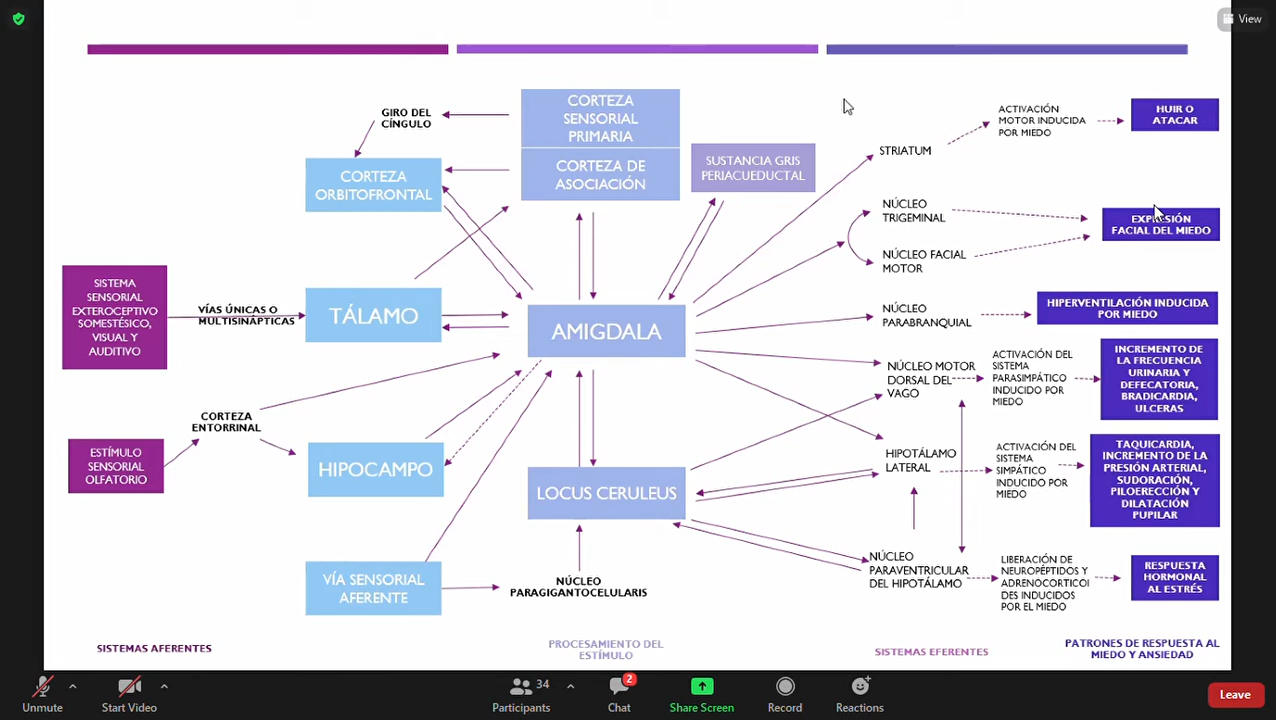 View
GIRO DEL
CÍNGULO
CORTEZA
SENSORIAL
PRIMARIA
CORTEZA DE
ASOCIACIÓN
CORTEZA
ORBITOFRONTAL
SUSTANCIA GRIS
PERIACUEDUCTAL
STRIATUM
ACTIVACIÓN
MOTOR INDUCIDA
POR MIEDO
HUIR O
ATACAR
NÚCLEO
TRIGEMINAL
NÚCLEO FACIAL
MOTOR
EXPRESIÓN
FACIAL DEL MIEDO
SISTEMA
SENSORIAL
EXTEROCEPTIVO
SOMESTÉSICO,
VISUAL Y
AUDITIVO
VÍAS ÚNICAS O
MULTISINÁPTICAS
TÁLAMO
AMIGDALA
NÚCLEO
PARABRANQUIAL
HIPERVENTILACIÓN INDUCIDA
POR MIEDO
NÚCLEO MOTOR
DORSAL DEL
VAGO
ACTIVACIÓN DEL
SISTEMA
PARASIMPÁTICO
INDUCIDO POR
MIEDO
INCREMENTO DE
LA FRECUENCIA
URINARIA Y
DEFECATORIA,
BRADICARDIA,
ULCERAS
CORTEZA
ENTORRINAL
ESTÍMULO
SENSORIAL
OLFATORIO
HIPOCAMPO
LOCUS CERULEUS
HIPOTÁLAMO
LATERAL
ACTIVACIÓN DEL
SISTEMA
SIMPÁTICO
INDUCIDO POR
MIEDO
TAQUICARDIA,
INCREMENTO DE LA
PRESIÓN ARTERIAL,
SUDORACIÓN,
PILOERECCIÓN Y
DILATACIÓN
PUPILAR
VÍA SENSORIAL
AFERENTE
NÚCLEO
PARAGIGANTOCELULARIS
NÚCLEO
PARAVENTRICULAR
DEL HIPOTÁLAMO
LIBERACIÓN DE
NEUROPÉPTIDOS Y
ADRENOCORTICOI
DES INDUCIDOS
POR EL MIEDO
RESPUESTA
HORMONAL
AL ESTRÉS
SISTEMAS AFERENTES
PROCESAMIENTO DEL
ESTÍMULO
SISTEMAS EFERENTES
PATRONES DE RESPUESTA AL
MIEDO Y ANSIEDAD
Unmute
Start Video
34
Participants
2
Chat
Share Screen
Record
Reactions
Leave